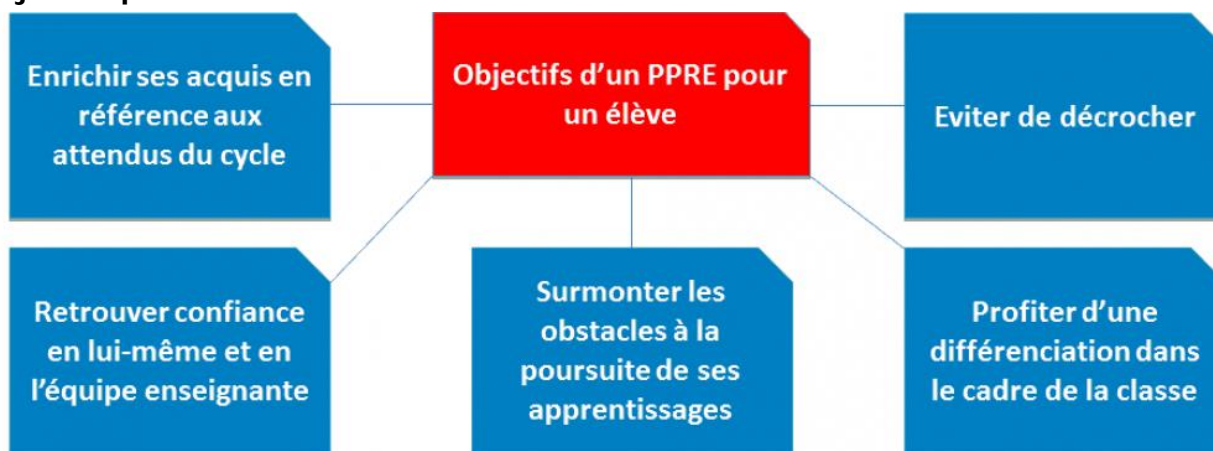 Enrichir ses acquis en
référence aux
attendus du cycle
Objectifs d'un PPRE pour
un élève
Eviter de décrocher
Retrouver confiance
en lui-même et en
l'équipe enseignante
Surmonter les
obstacles à la
poursuite de ses
apprentissages
Profiter d'une
différenciation dans
le cadre de la classe